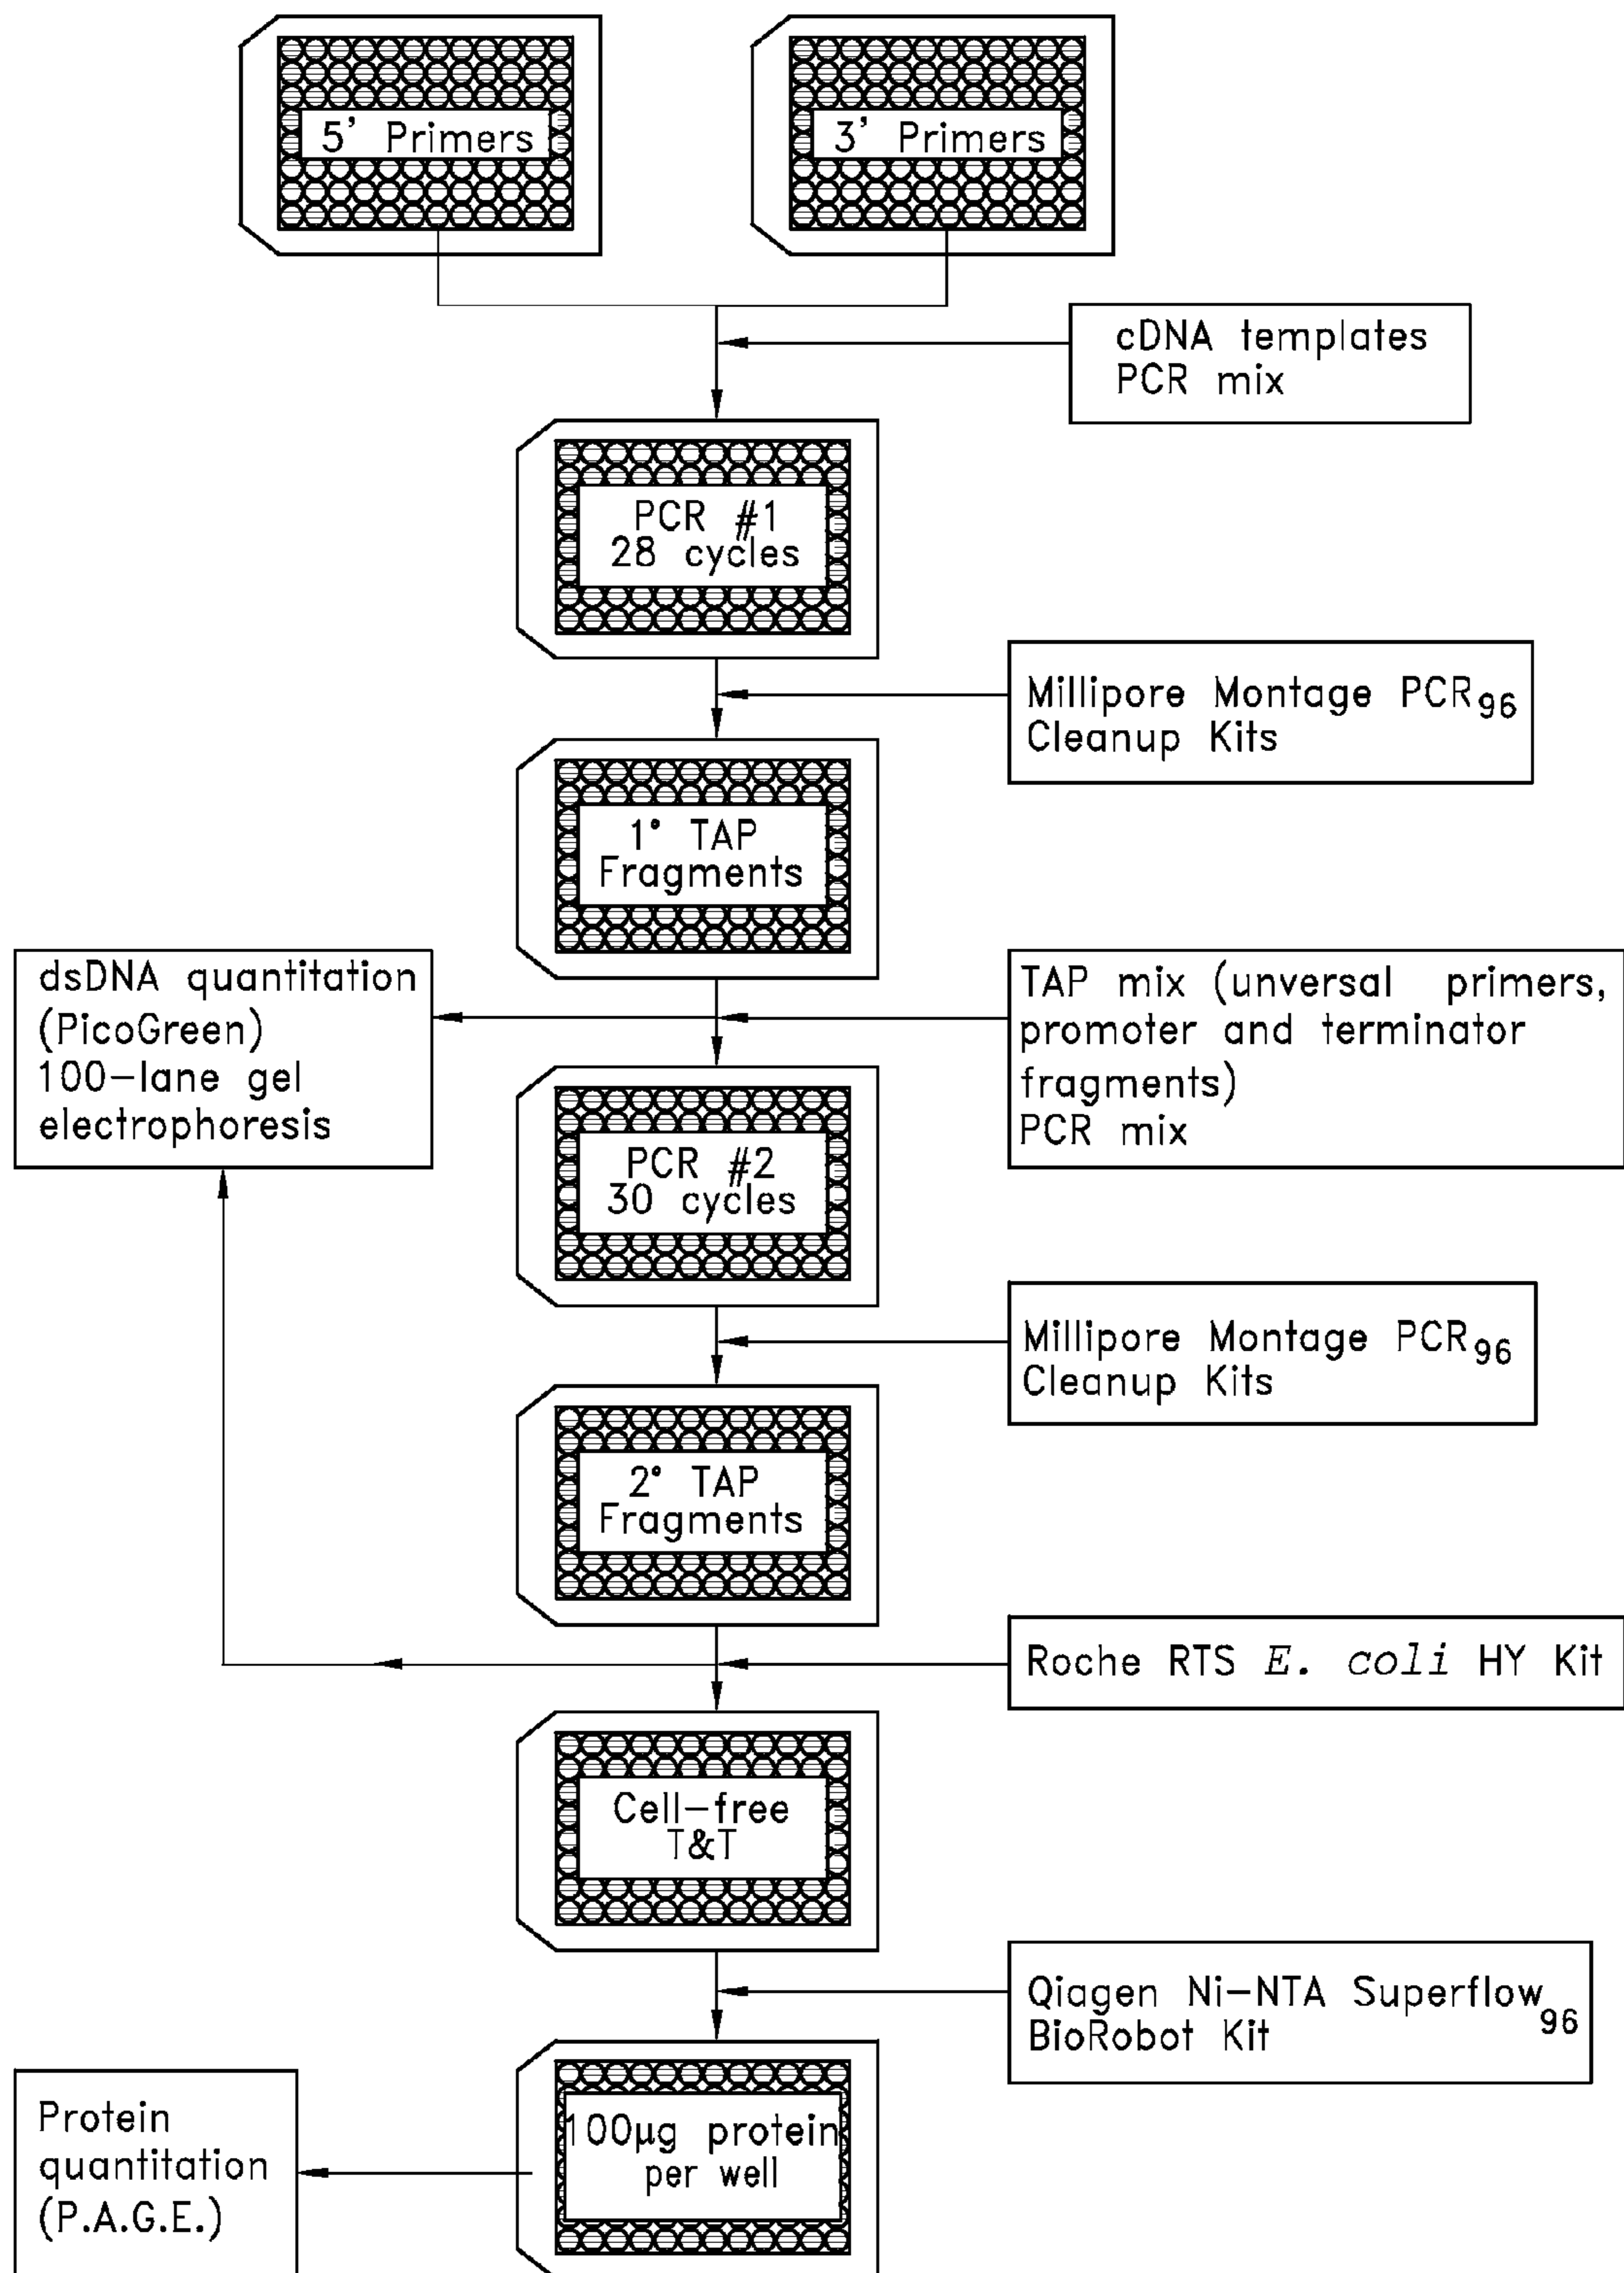 5' Primers
3' Primers
cDNA templates
PCR mix
PCR #1
28 cycles
Millipore Montage PCR96
Cleanup Kits
1° TAP
Fragments
dsDNA quantitation
(PicoGreen)
100-lane gel
electrophoresis
TAP mix (unversal primers,
promoter and terminator
fragments)
PCR mix
PCR #2
30 cycles
Millipore Montage PCR96
Cleanup Kits
2° TAP
Fragments
Roche RTS E. coli HY Kit
Cell-free
T&T
Qiagen Ni-NTA Superflow96
BioRobot Kit
100µg protein
per well
Protein
quantitation
(P.A.G.E.)